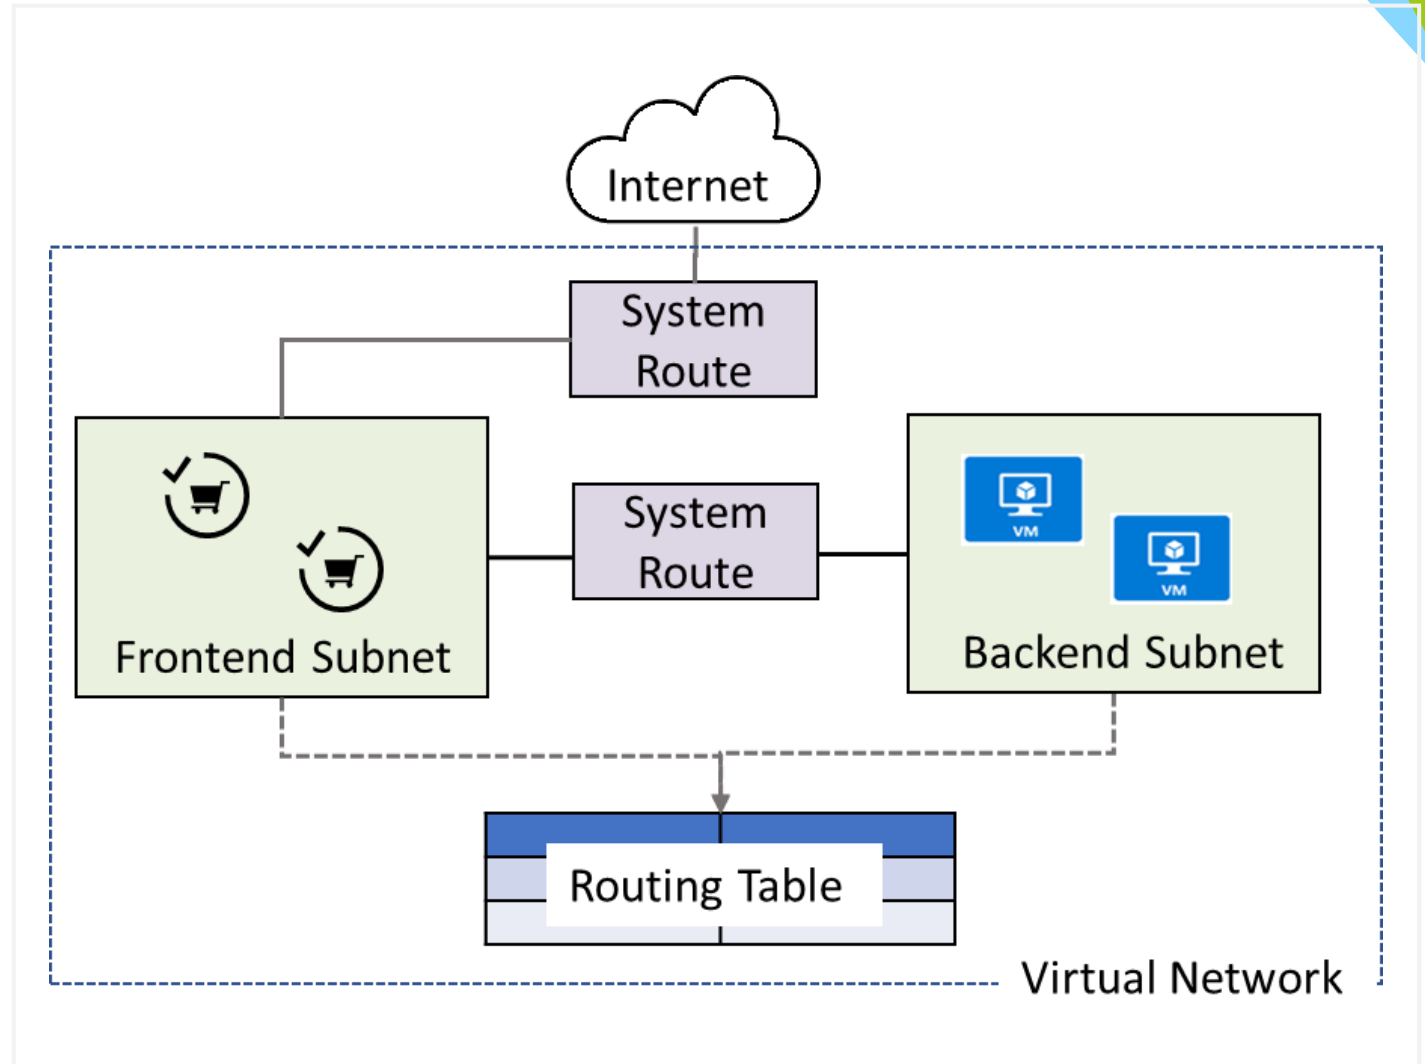 Internet
System
Route
System
Route
VM
VM
Frontend Subnet
Backend Subnet
Routing Table
Virtual Network